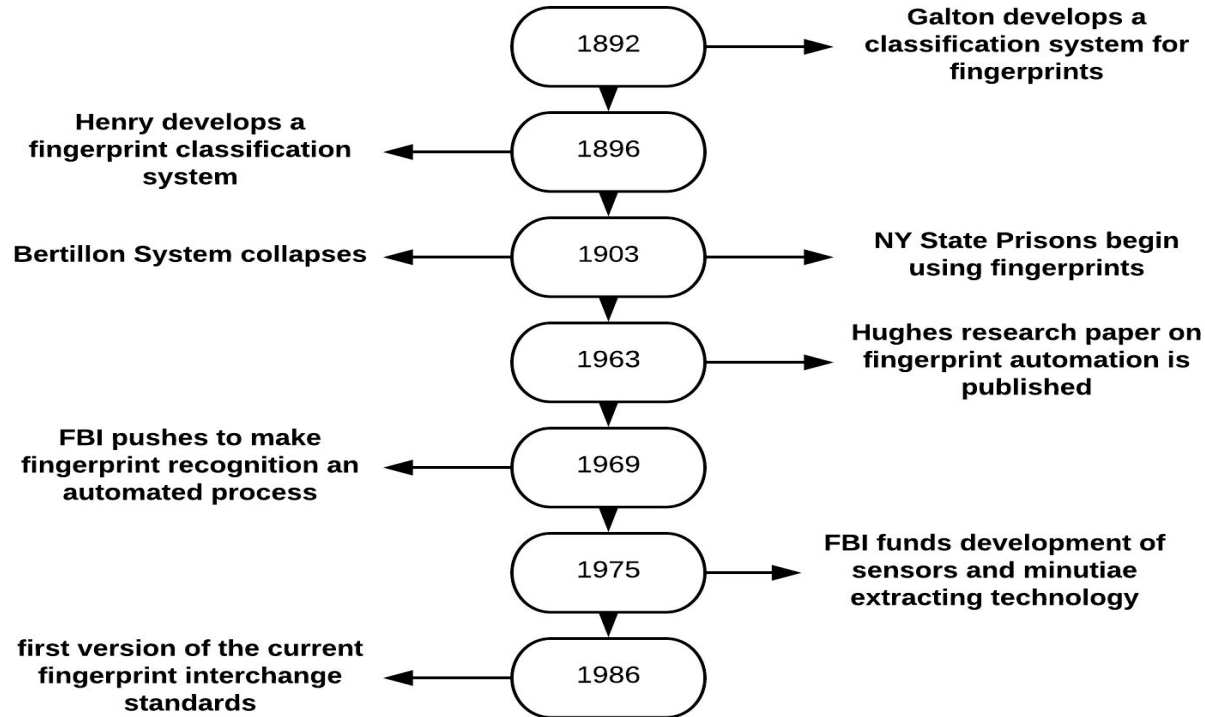 1892
Galton develops a
classification system for
fingerprints
Henry develops a
fingerprint classification
system
1896
Bertillon System collapses
1903
NY State Prisons begin
using fingerprints
1963
Hughes research paper on
fingerprint automation is
published
FBI pushes to make
fingerprint recognition an
automated process
1969
1975
FBI funds development of
sensors and minutiae
extracting technology
first version of the current
fingerprint interchange
standards
1986